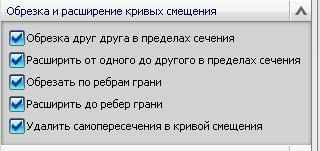 Обрезка и расширение кривых смещения
Обрезка друг друга в пределах сечения
Расширить от одного до другого в пределах сечения
Обрезать по ребрам грани
Расширить до ребер грани
Удалить самопересечения в кривой смещения